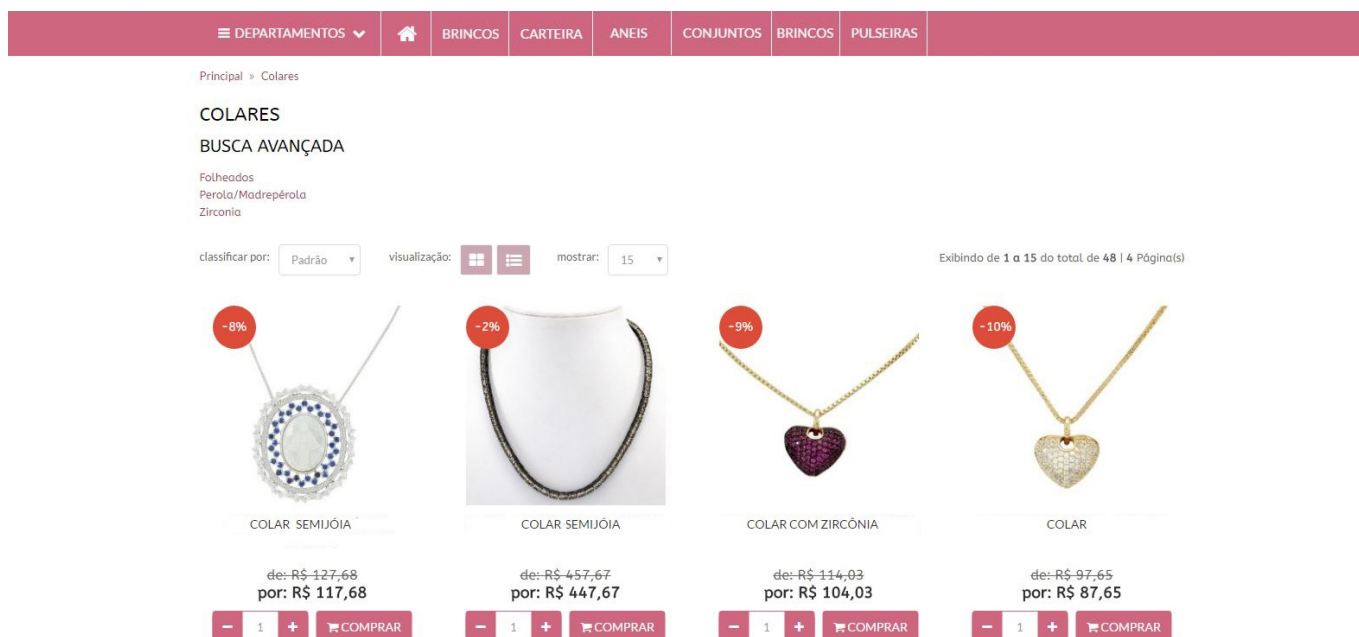 DEPARTAMENTOS BRINCOS CARTEIRA ANEIS CONJUNTOS BRINCOS PULSEIRAS
Principal » Colares
COLARES
BUSCA AVANÇADA
Folheados
Perola/Madrepérola
Zirconia
classificar por: Padrão visualização: mostrar: 15 Exibindo de 1 a 15 do total de 48 | 4 Página(s)
-8% -2% -9% -10%
COLAR SEMIJÓIA COLAR SEMIJÓIA COLAR COM ZIRCÔNIA COLAR
de: R$ 127,68 de: R$ 457,67 de: R$ 114,03 de: R$ 97,65
por: R$ 117,68 por: R$ 447,67 por: R$ 104,03 por: R$ 87,65
− 1 + COMPRAR − 1 + COMPRAR − 1 + COMPRAR − 1 + COMPRAR